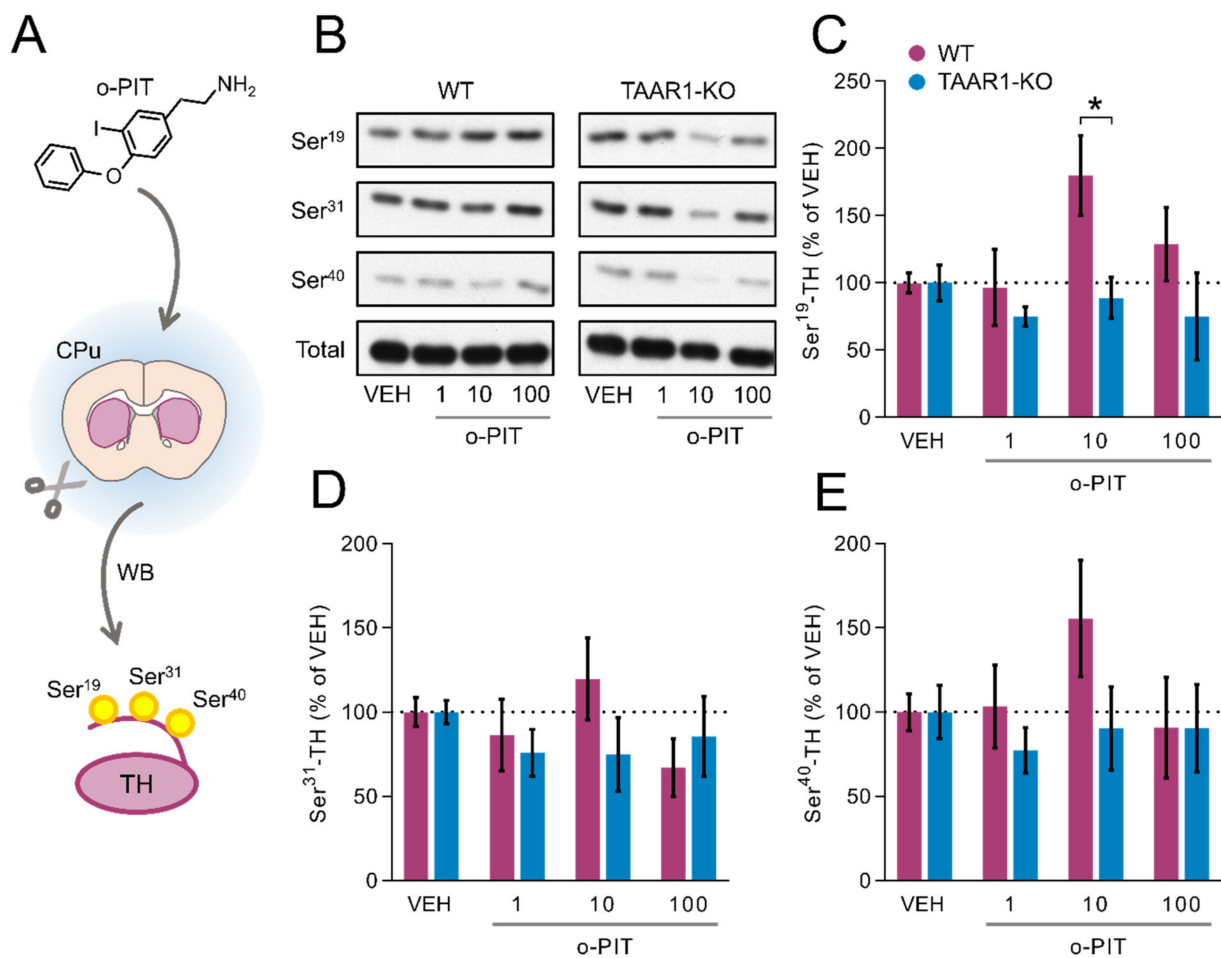 A
o-PIT
NH₂
I
O
CPu
WB
Ser¹⁹
Ser³¹
Ser⁴⁰
TH
B
WT
TAAR1-KO
Ser¹⁹
Ser³¹
Ser⁴⁰
Total
VEH 1 10 100 VEH 1 10 100
o-PIT o-PIT
C
WT
TAAR1-KO
Ser¹⁹-TH (% of VEH)
250
200
150
100
50
0
*
VEH 1 10 100
o-PIT
D
Ser³¹-TH (% of VEH)
200
150
100
50
0
VEH 1 10 100
o-PIT
E
Ser⁴⁰-TH (% of VEH)
200
150
100
50
0
VEH 1 10 100
o-PIT